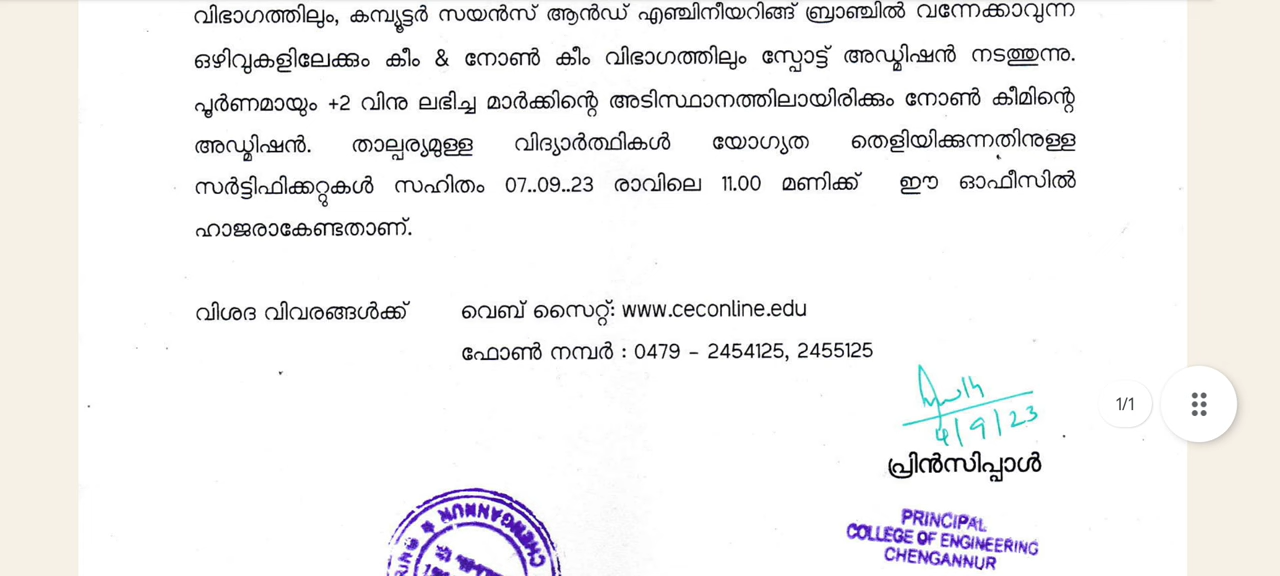 വിഭാഗത്തിലും, കമ്പ്യൂട്ടർ സയൻസ് ആൻഡ് എഞ്ചിനീയറിങ്ങ് ബ്രാഞ്ചിൽ വന്നേക്കാവുന്ന
ഒഴിവുകളിലേക്കും കീം & നോൺ കീം വിഭാഗത്തിലും സ്പോട്ട് അഡ്മിഷൻ നടത്തുന്നു.
പൂർണമായും +2 വിനു ലഭിച്ച മാർക്കിന്റെ അടിസ്ഥാനത്തിലായിരിക്കും നോൺ കീമിന്റെ
അഡ്മിഷൻ. താല്പര്യമുള്ള വിദ്യാർത്ഥികൾ യോഗ്യത തെളിയിക്കുന്നതിനുള്ള
സർട്ടിഫിക്കറ്റുകൾ സഹിതം 07..09..23 രാവിലെ 11.00 മണിക്ക് ഈ ഓഫീസിൽ
ഹാജരാകേണ്ടതാണ്.
വിശദ വിവരങ്ങൾക്ക് വെബ് സൈറ്റ്: www.ceconline.edu
ഫോൺ നമ്പർ : 0479 – 2454125, 2455125
4/9/23
1/1
പ്രിൻസിപ്പാൾ
PRINCIPAL
COLLEGE OF ENGINEERING
CHENGANNUR
CHENGANNUR